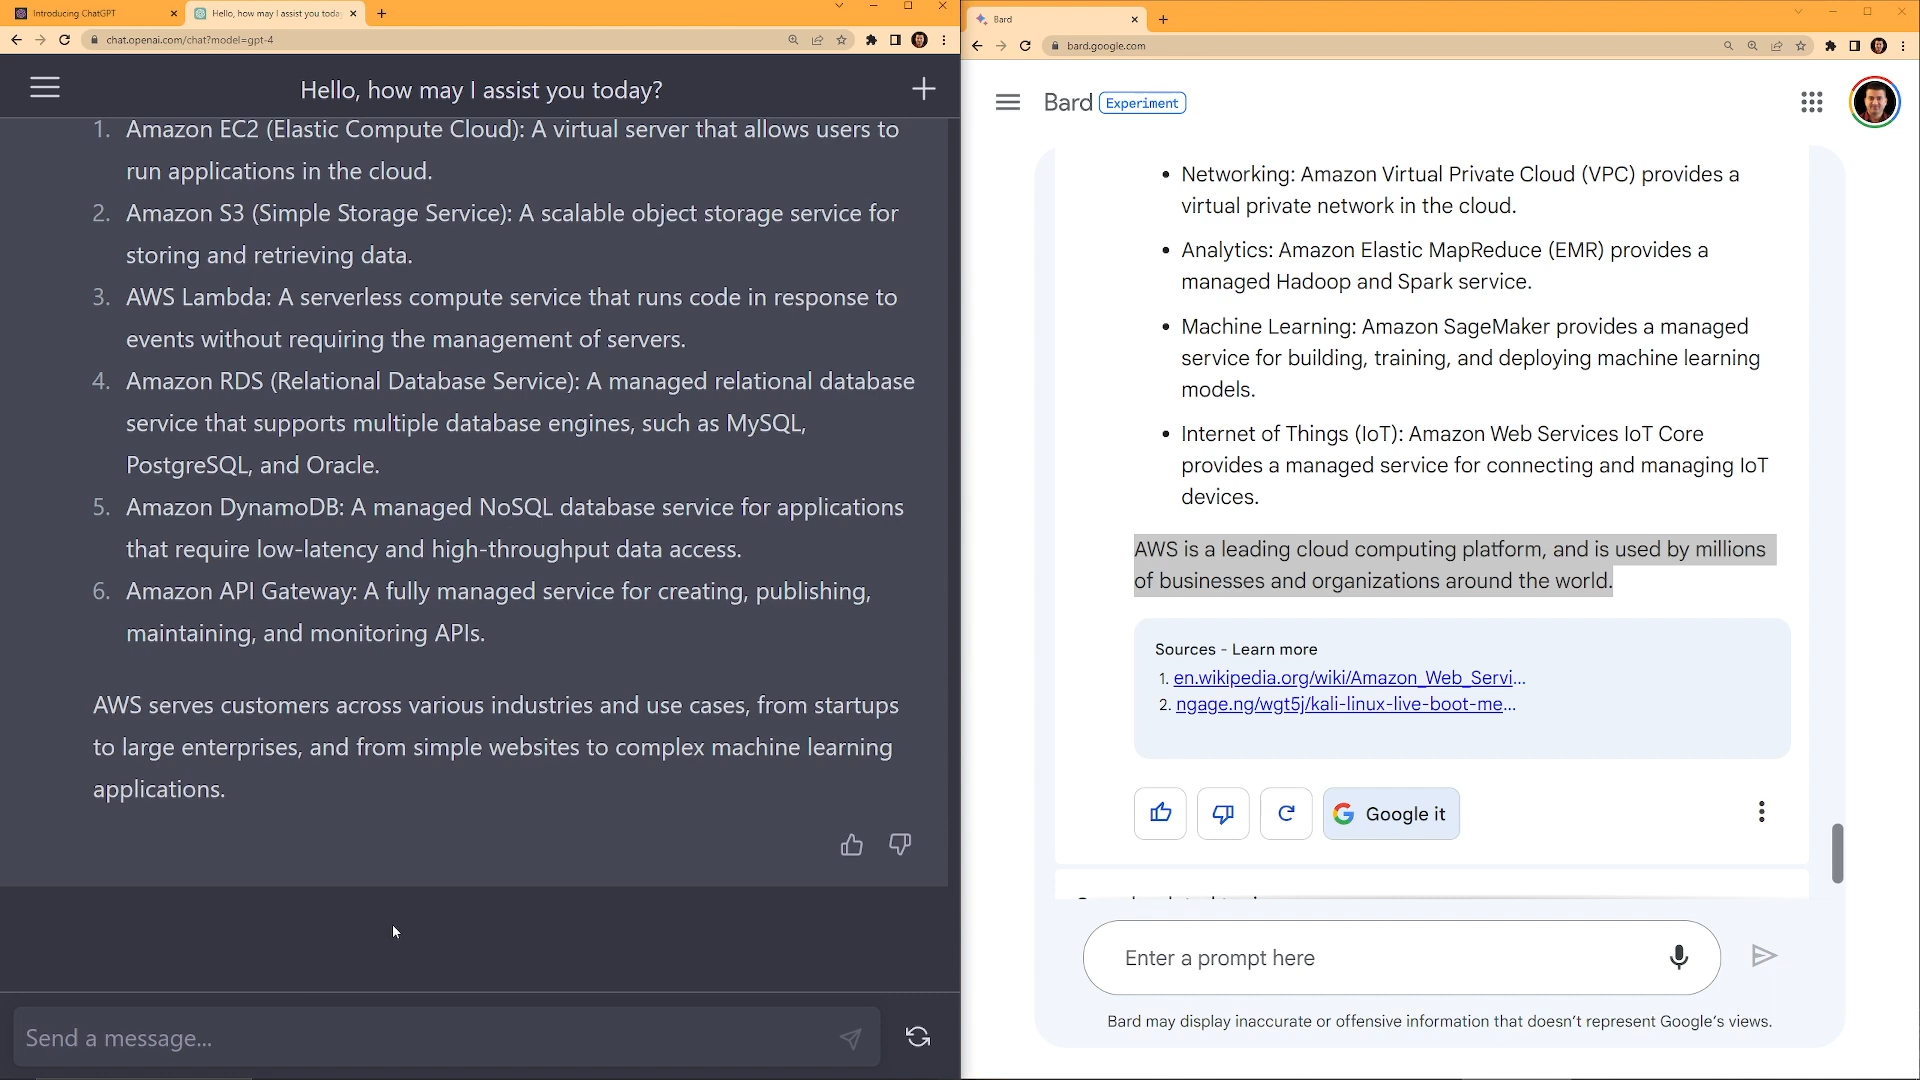 Introducing ChatGPT
Hello, how may I assist you today
chat.openai.com/chat?model=gpt-4
Hello, how may I assist you today?
1. Amazon EC2 (Elastic Compute Cloud): A virtual server that allows users to
run applications in the cloud.
2. Amazon S3 (Simple Storage Service): A scalable object storage service for
storing and retrieving data.
3. AWS Lambda: A serverless compute service that runs code in response to
events without requiring the management of servers.
4. Amazon RDS (Relational Database Service): A managed relational database
service that supports multiple database engines, such as MySQL,
PostgreSQL, and Oracle.
5. Amazon DynamoDB: A managed NoSQL database service for applications
that require low-latency and high-throughput data access.
6. Amazon API Gateway: A fully managed service for creating, publishing,
maintaining, and monitoring APIs.
AWS serves customers across various industries and use cases, from startups
to large enterprises, and from simple websites to complex machine learning
applications.
Send a message...
Bard
bard.google.com
Bard Experiment
• Networking: Amazon Virtual Private Cloud (VPC) provides a
virtual private network in the cloud.
• Analytics: Amazon Elastic MapReduce (EMR) provides a
managed Hadoop and Spark service.
• Machine Learning: Amazon SageMaker provides a managed
service for building, training, and deploying machine learning
models.
• Internet of Things (IoT): Amazon Web Services IoT Core
provides a managed service for connecting and managing IoT
devices.
AWS is a leading cloud computing platform, and is used by millions
of businesses and organizations around the world.
Sources - Learn more
1. en.wikipedia.org/wiki/Amazon_Web_Servi...
2. ngage.ng/wgt5j/kali-linux-live-boot-me...
Google it
Enter a prompt here
Bard may display inaccurate or offensive information that doesn't represent Google's views.